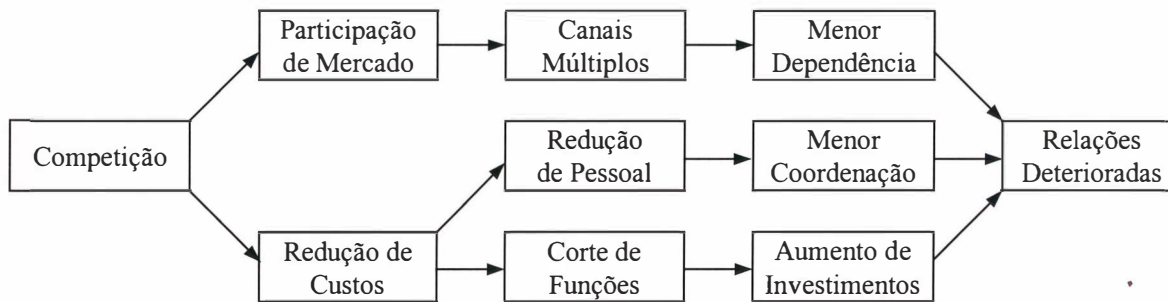 Participação
de Mercado
Canais
Múltiplos
Menor
Dependência
Competição
Redução
de Pessoal
Menor
Coordenação
Relações
Deterioradas
Redução de
Custos
Corte de
Funções
Aumento de
Investimentos